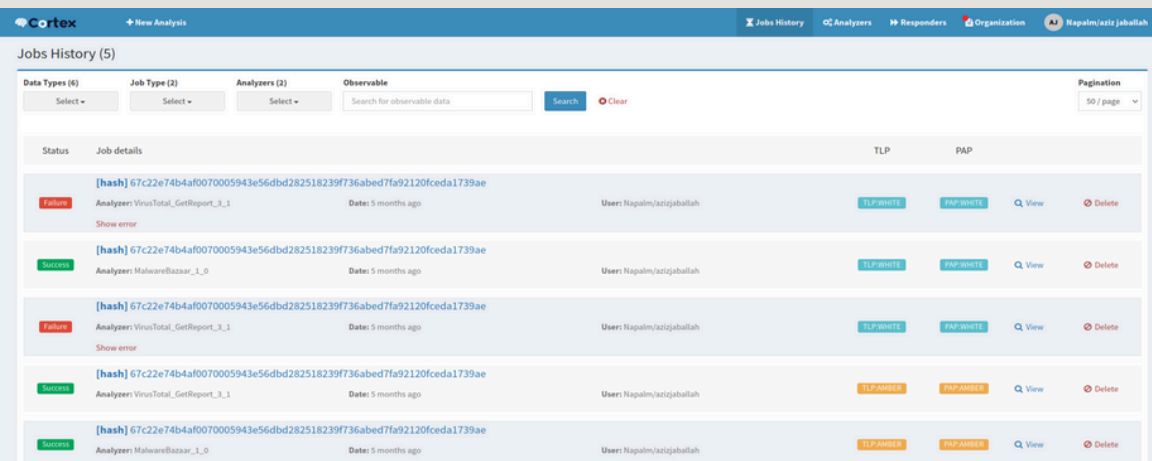 Cortex + New Analysis Jobs History Analyzers Responders Organization AJ Napalm/aziz jaballah
Jobs History (5)
Data Types (6) Job Type (2) Analyzers (2) Observable Pagination
Select Select Select Search for observable data Search Clear 50 / page
Status Job details TLP PAP
[hash] 67c22e74b4af0070005943e56dbd282518239f736abed7fa92120fceda1739ae
Failure Analyzer: VirusTotal_GetReport_3_1 Date: 5 months ago User: Napalm/azizjaballah TLP:WHITE PAP:WHITE View Delete
Show error
[hash] 67c22e74b4af0070005943e56dbd282518239f736abed7fa92120fceda1739ae
Success Analyzer: MalwareBazaar_1_0 Date: 5 months ago User: Napalm/azizjaballah TLP:WHITE PAP:WHITE View Delete
[hash] 67c22e74b4af0070005943e56dbd282518239f736abed7fa92120fceda1739ae
Failure Analyzer: VirusTotal_GetReport_3_1 Date: 5 months ago User: Napalm/azizjaballah TLP:WHITE PAP:WHITE View Delete
Show error
[hash] 67c22e74b4af0070005943e56dbd282518239f736abed7fa92120fceda1739ae
Success Analyzer: VirusTotal_GetReport_3_1 Date: 5 months ago User: Napalm/azizjaballah TLP:AMBER PAP:AMBER View Delete
[hash] 67c22e74b4af0070005943e56dbd282518239f736abed7fa92120fceda1739ae
Success Analyzer: MalwareBazaar_1_0 Date: 5 months ago User: Napalm/azizjaballah TLP:AMBER PAP:AMBER View Delete